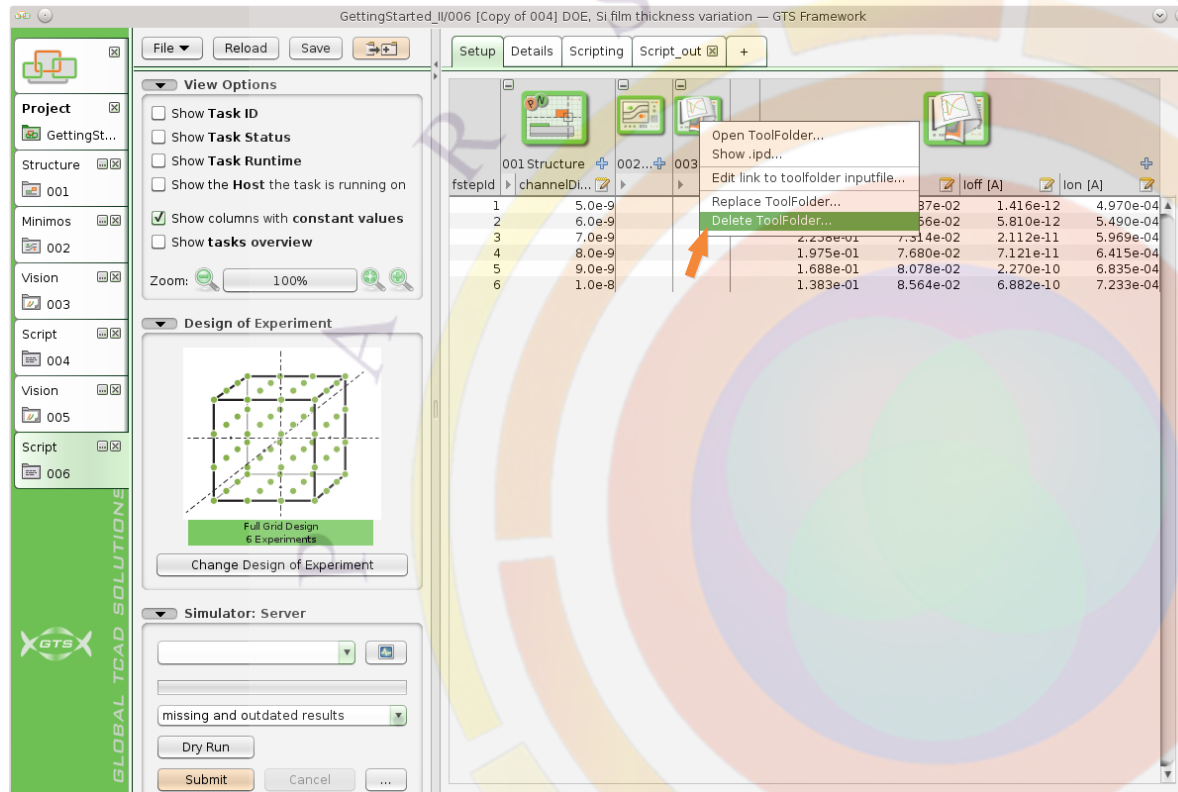 GettingStarted_II/006 [Copy of 004] DOE, Si film thickness variation — GTS Framework
Project
GettingSt...
Structure
001
Minimos
002
Vision
003
Script
004
Vision
005
Script
006
GLOBAL TCAD SOLUTIONS
GTS
File
Reload
Save
View Options
Show Task ID
Show Task Status
Show Task Runtime
Show the Host the task is running on
Show columns with constant values
Show tasks overview
Zoom:
100%
Design of Experiment
Full Grid Design
6 Experiments
Change Design of Experiment
Simulator: Server
missing and outdated results
Dry Run
Submit
Cancel
...
Setup
Details
Scripting
Script_out
+
P N
001 Structure
002...
003
Open ToolFolder...
Show .ipd...
Edit link to toolfolder inputfile...
Replace ToolFolder...
Delete ToolFolder...
fstepId channelDi... Ioff [A] Ion [A]
1 5.0e-9 1.416e-12 4.970e-04
2 6.0e-9 5.810e-12 5.490e-04
3 7.0e-9 2.238e-01 7.314e-02 2.112e-11 5.969e-04
4 8.0e-9 1.975e-01 7.680e-02 7.121e-11 6.415e-04
5 9.0e-9 1.688e-01 8.078e-02 2.270e-10 6.835e-04
6 1.0e-8 1.383e-01 8.564e-02 6.882e-10 7.233e-04